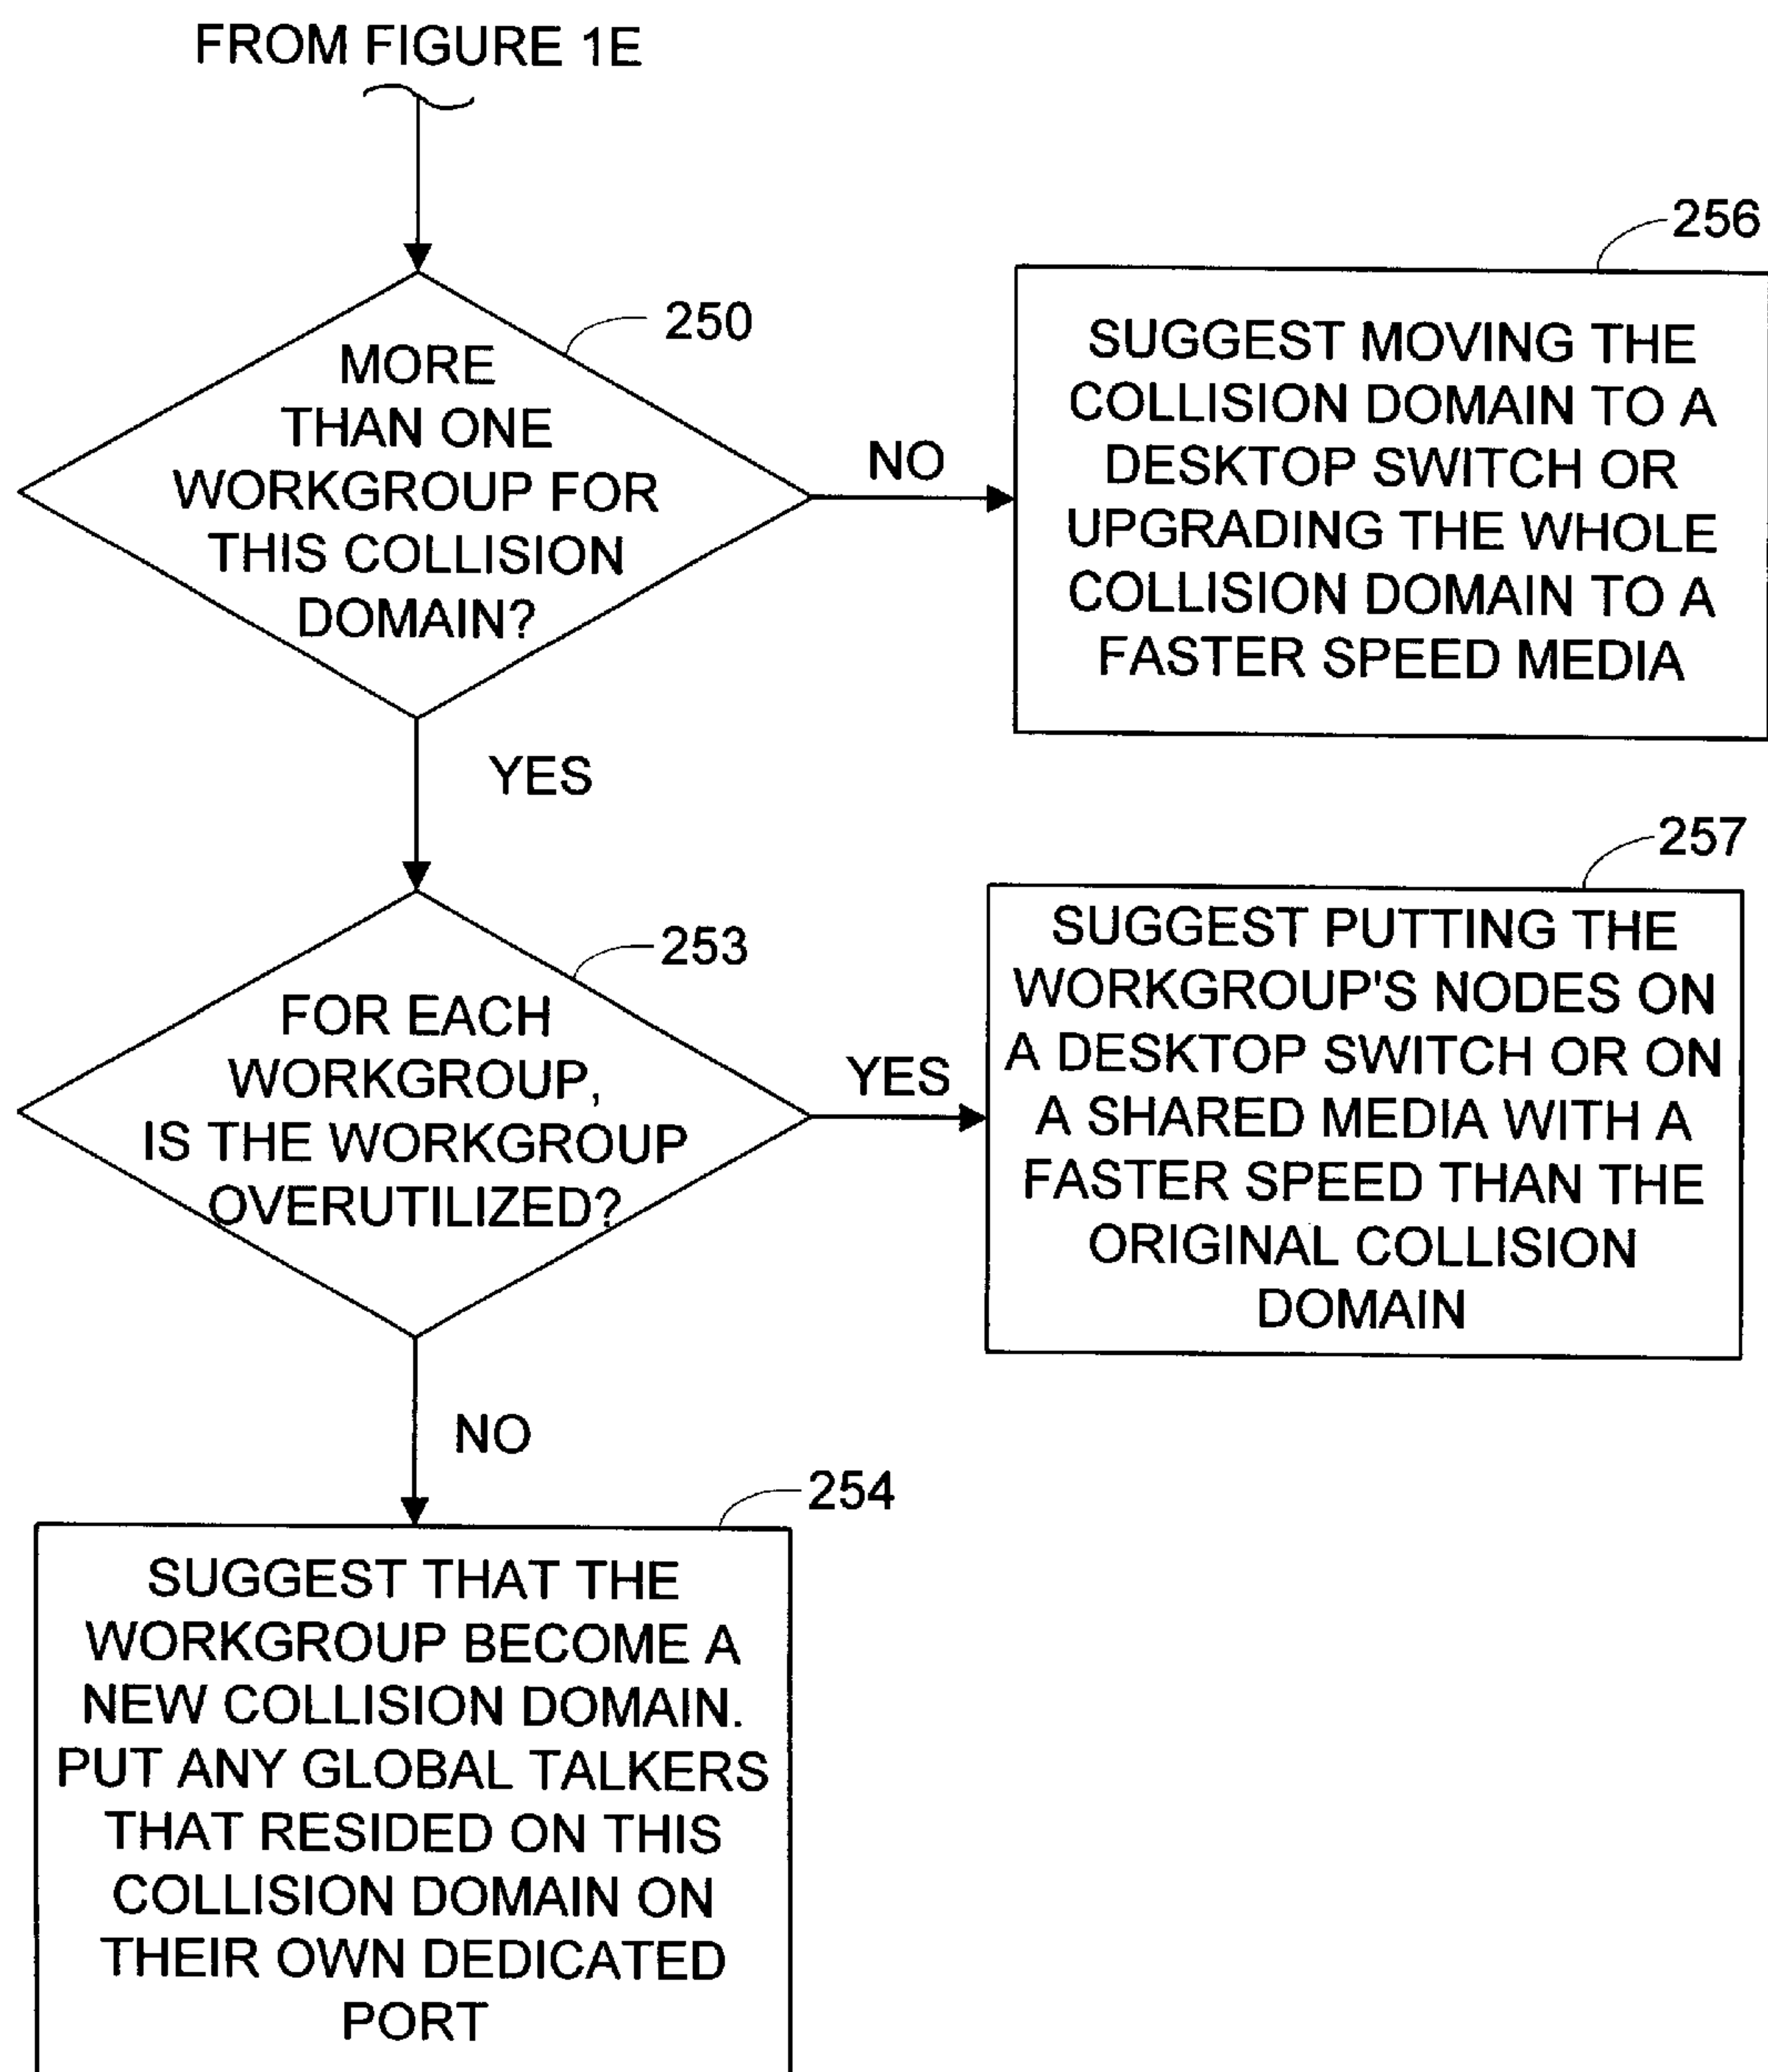 FROM FIGURE 1E
250
MORE
THAN ONE
WORKGROUP FOR
THIS COLLISION
DOMAIN?
NO
256
SUGGEST MOVING THE
COLLISION DOMAIN TO A
DESKTOP SWITCH OR
UPGRADING THE WHOLE
COLLISION DOMAIN TO A
FASTER SPEED MEDIA
YES
253
FOR EACH
WORKGROUP,
IS THE WORKGROUP
OVERUTILIZED?
YES
257
SUGGEST PUTTING THE
WORKGROUP'S NODES ON
A DESKTOP SWITCH OR ON
A SHARED MEDIA WITH A
FASTER SPEED THAN THE
ORIGINAL COLLISION
DOMAIN
NO
254
SUGGEST THAT THE
WORKGROUP BECOME A
NEW COLLISION DOMAIN.
PUT ANY GLOBAL TALKERS
THAT RESIDED ON THIS
COLLISION DOMAIN ON
THEIR OWN DEDICATED
PORT